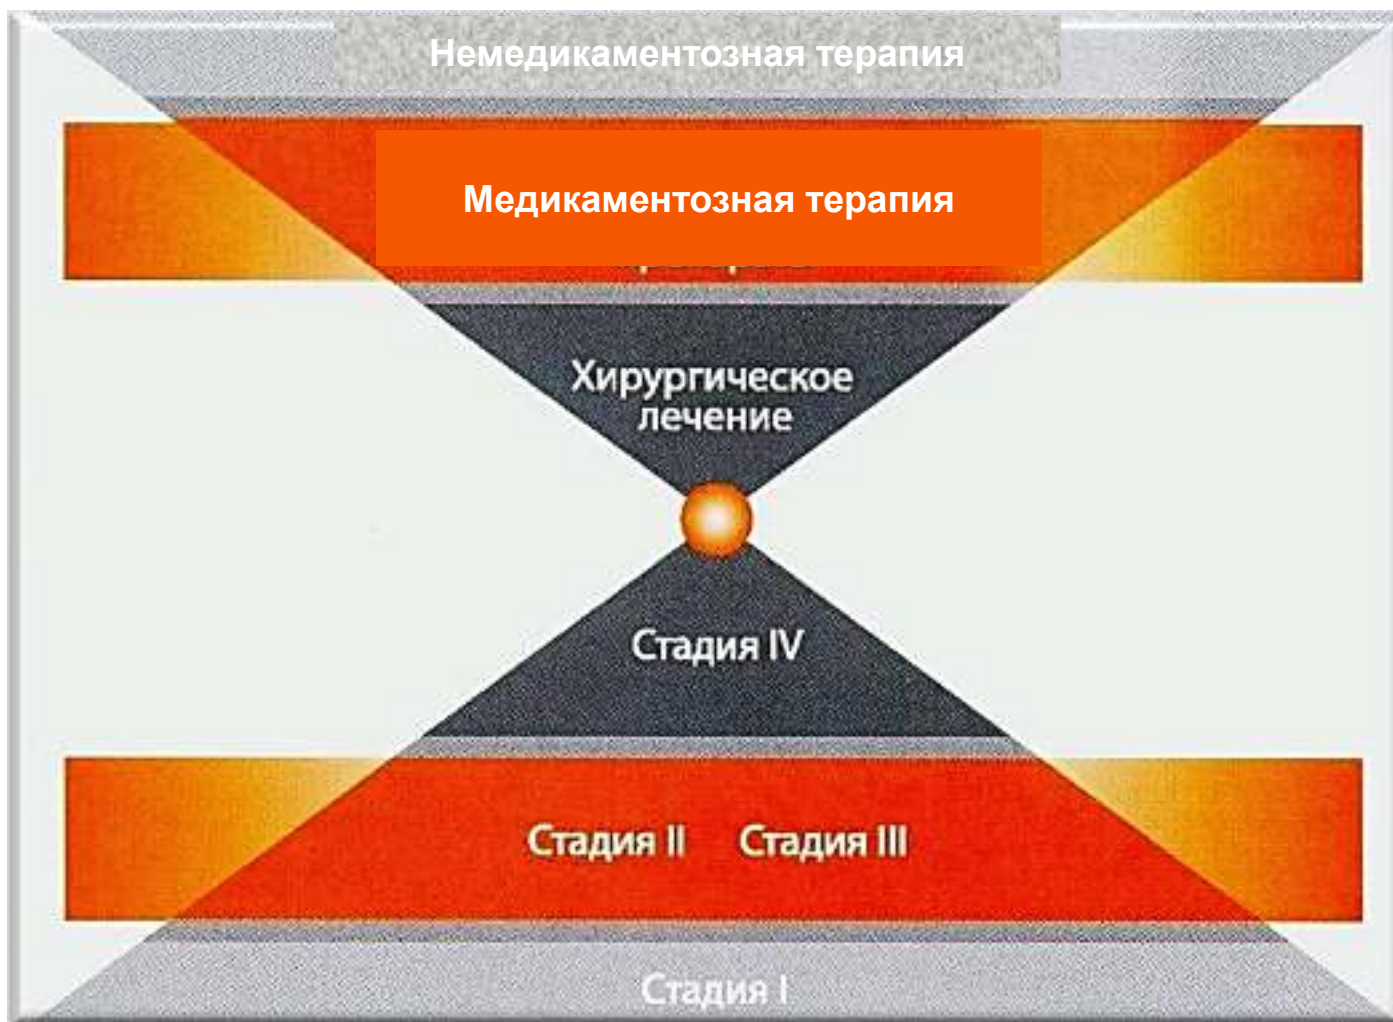 Немедикаментозная терапия
Медикаментозная терапия
Хирургическое
лечение
Стадия IV
Стадия II Стадия III
Стадия I